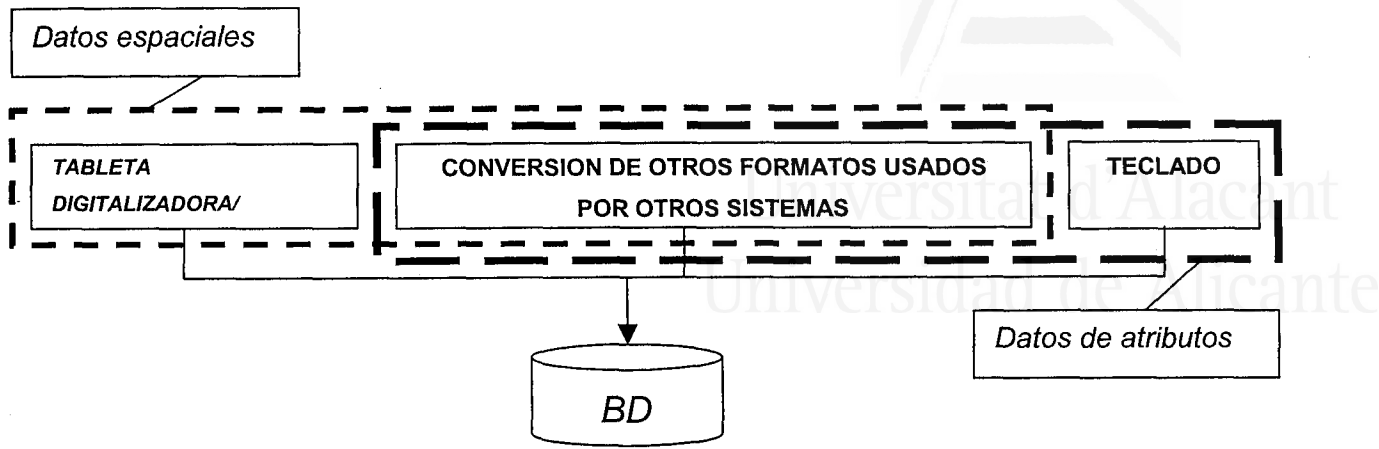 Datos espaciales
TABLETA
DIGITALIZADORA/
CONVERSION DE OTROS FORMATOS USADOS
POR OTROS SISTEMAS
TECLADO
Universitat d'Alacant
Universidad de Alicante
Datos de atributos
BD